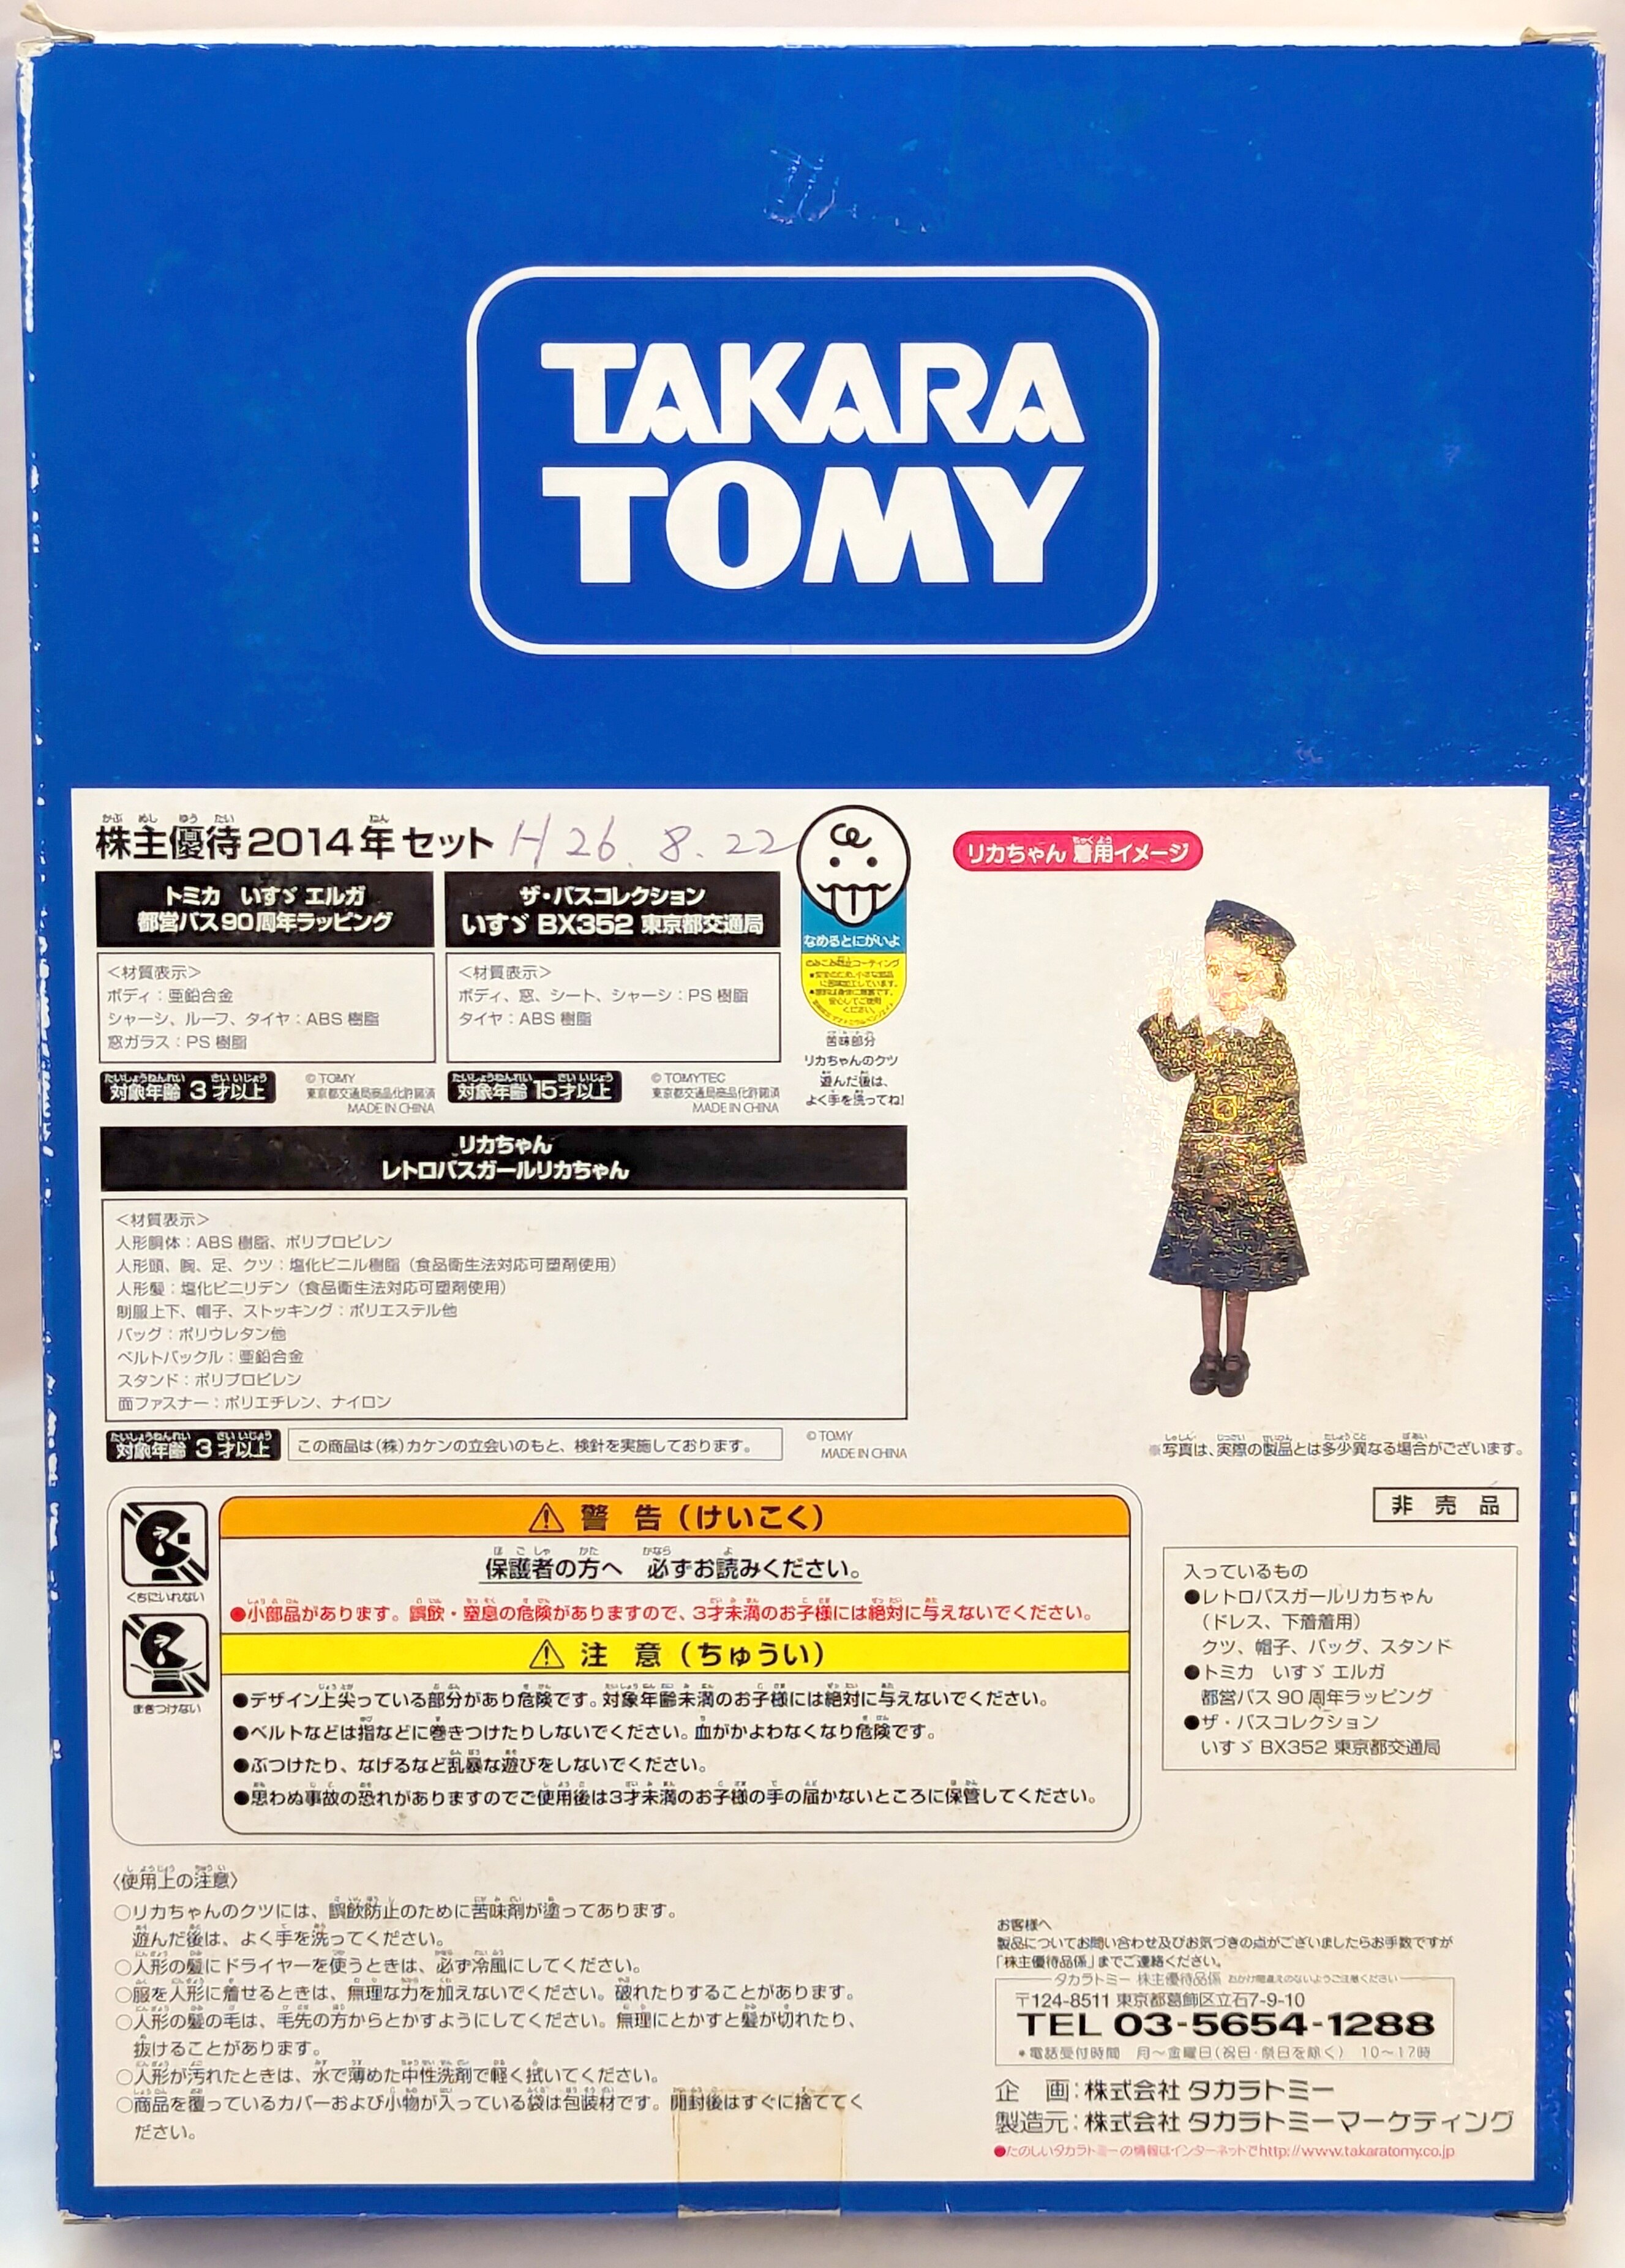 TAKARA
TOMY
株主優待2014年セット
H26.8.22
トミカ いすゞ エルガ
都営バス90周年ラッピング
<材質表示>
ボディ：亜鉛合金
シャーシ、ルーフ、タイヤ：ABS樹脂
窓ガラス：PS樹脂
対象年齢 3才以上
© TOMY
東京都交通局商品化許諾済
MADE IN CHINA
ザ・バスコレクション
いすゞ BX352 東京都交通局
<材質表示>
ボディ、窓、シート、シャーシ：PS樹脂
タイヤ：ABS樹脂
対象年齢 15才以上
© TOMYTEC
東京都交通局商品化許諾済
MADE IN CHINA
なめるとにがいよ
苦味部分
リカちゃんのクツ
遊んだ後は、
よく手を洗ってね!
リカちゃん 着用イメージ
リカちゃん
レトロバスガールリカちゃん
<材質表示>
人形胴体：ABS樹脂、ポリプロピレン
人形頭、腕、足、クツ：塩化ビニル樹脂（食品衛生法対応可塑剤使用）
人形髪：塩化ビニリデン（食品衛生法対応可塑剤使用）
制服上下、帽子、ストッキング：ポリエステル他
バッグ：ポリウレタン他
ベルトバックル：亜鉛合金
スタンド：ポリプロピレン
面ファスナー：ポリエチレン、ナイロン
対象年齢 3才以上
この商品は(株)カケンの立会いのもと、検針を実施しております。
© TOMY
MADE IN CHINA
※写真は、実際の製品とは多少異なる場合がございます。
くちにいれない
まきつけない
⚠ 警告（けいこく）
保護者の方へ 必ずお読みください。
●小部品があります。誤飲・窒息の危険がありますので、3才未満のお子様には絶対に与えないでください。
⚠ 注意（ちゅうい）
●デザイン上尖っている部分があり危険です。対象年齢未満のお子様には絶対に与えないでください。
●ベルトなどは指などに巻きつけたりしないでください。血がかよわなくなり危険です。
●ぶつけたり、なげるなど乱暴な遊びをしないでください。
●思わぬ事故の恐れがありますのでご使用後は3才未満のお子様の手の届かないところに保管してください。
非売品
入っているもの
●レトロバスガールリカちゃん
（ドレス、下着着用）
クツ、帽子、バッグ、スタンド
●トミカ いすゞ エルガ
都営バス90周年ラッピング
●ザ・バスコレクション
いすゞ BX352 東京都交通局
〈使用上の注意〉
○リカちゃんのクツには、誤飲防止のために苦味剤が塗ってあります。
遊んだ後は、よく手を洗ってください。
○人形の髪にドライヤーを使うときは、必ず冷風にしてください。
○服を人形に着せるときは、無理な力を加えないでください。破れたりすることがあります。
○人形の髪の毛は、毛先の方からとかすようにしてください。無理にとかすと髪が切れたり、
抜けることがあります。
○人形が汚れたときは、水で薄めた中性洗剤で軽く拭いてください。
○商品を覆っているカバーおよび小物が入っている袋は包装材です。開封後はすぐに捨ててく
ださい。
お客様へ
製品についてお問い合わせ及びお気づきの点がございましたらお手数ですが
「株主優待品係」までご連絡ください。
タカラトミー 株主優待品係 おかけ間違えのないようご注意ください
〒124-8511 東京都葛飾区立石7-9-10
TEL 03-5654-1288
＊電話受付時間 月〜金曜日（祝日・祭日を除く） 10〜17時
企 画：株式会社 タカラトミー
製造元：株式会社 タカラトミーマーケティング
●たのしいタカラトミーの情報はインターネットでhttp://www.takaratomy.co.jp